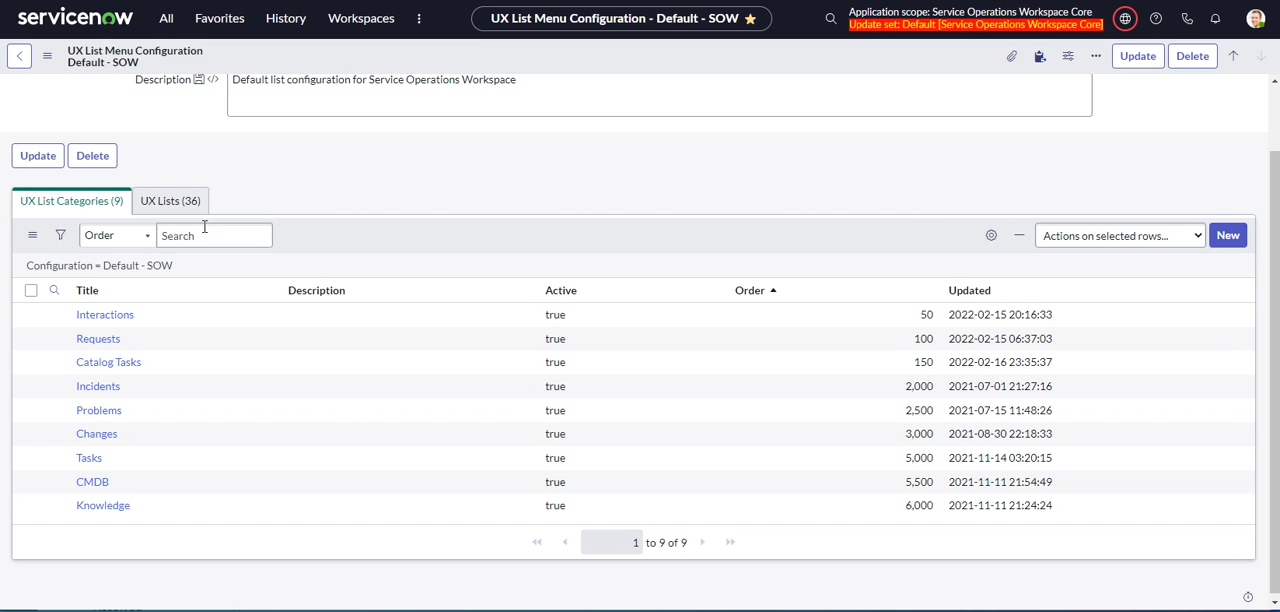 servicenow All Favorites History Workspaces UX List Menu Configuration - Default - SOW Application scope: Service Operations Workspace Core
Update set: Default [Service Operations Workspace Core]
UX List Menu Configuration
Default - SOW
Update Delete
Description Default list configuration for Service Operations Workspace
Update Delete
UX List Categories (9) UX Lists (36)
Order Search Actions on selected rows... New
Configuration = Default - SOW
Title Description Active Order Updated
Interactions true 50 2022-02-15 20:16:33
Requests true 100 2022-02-15 06:37:03
Catalog Tasks true 150 2022-02-16 23:35:37
Incidents true 2,000 2021-07-01 21:27:16
Problems true 2,500 2021-07-15 11:48:26
Changes true 3,000 2021-08-30 22:18:33
Tasks true 5,000 2021-11-14 03:20:15
CMDB true 5,500 2021-11-11 21:54:49
Knowledge true 6,000 2021-11-11 21:24:24
1 to 9 of 9